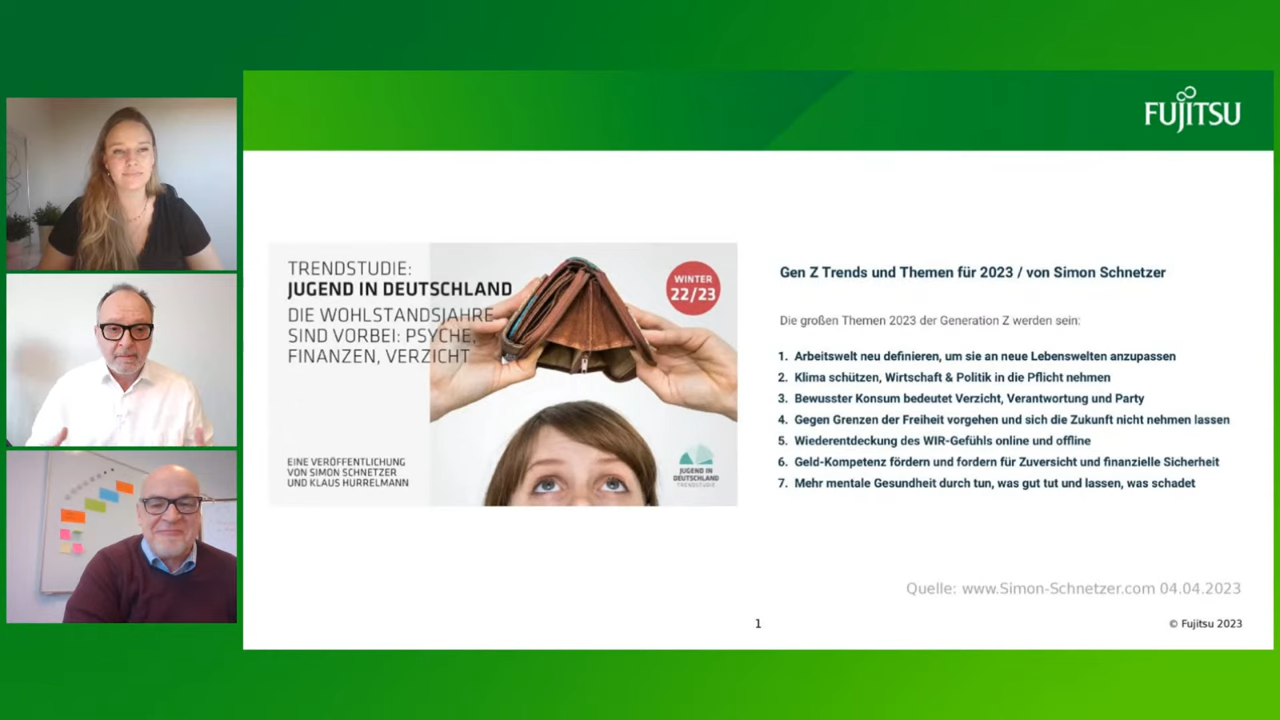 FUJITSU
TRENDSTUDIE:
JUGEND IN DEUTSCHLAND
DIE WOHLSTANDSJAHRE
SIND VORBEI: PSYCHE,
FINANZEN, VERZICHT
WINTER
22/23
EINE VERÖFFENTLICHUNG
VON SIMON SCHNETZER
UND KLAUS HURRELMANN
JUGEND IN
DEUTSCHLAND
TRENDSTUDIE
Gen Z Trends und Themen für 2023 / von Simon Schnetzer
Die großen Themen 2023 der Generation Z werden sein:
1. Arbeitswelt neu definieren, um sie an neue Lebenswelten anzupassen
2. Klima schützen, Wirtschaft & Politik in die Pflicht nehmen
3. Bewusster Konsum bedeutet Verzicht, Verantwortung und Party
4. Gegen Grenzen der Freiheit vorgehen und sich die Zukunft nicht nehmen lassen
5. Wiederentdeckung des WIR-Gefühls online und offline
6. Geld-Kompetenz fördern und fordern für Zuversicht und finanzielle Sicherheit
7. Mehr mentale Gesundheit durch tun, was gut tut und lassen, was schadet
Quelle: www.Simon-Schnetzer.com 04.04.2023
1
© Fujitsu 2023